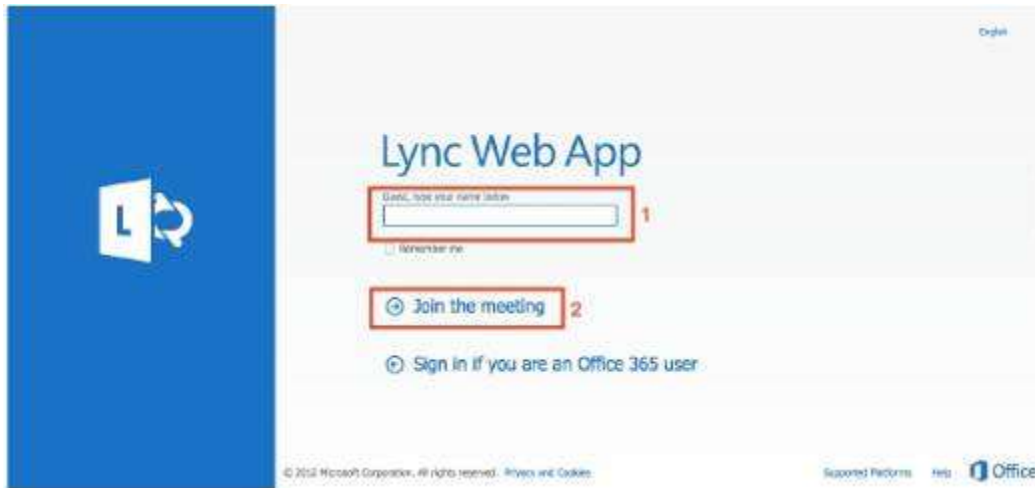 English
Lync Web App
Guest, type your name below
1
Remember me
Join the meeting
2
Sign in if you are an Office 365 user
L
© 2012 Microsoft Corporation. All rights reserved. Privacy and Cookies
Supported Platforms Help Office